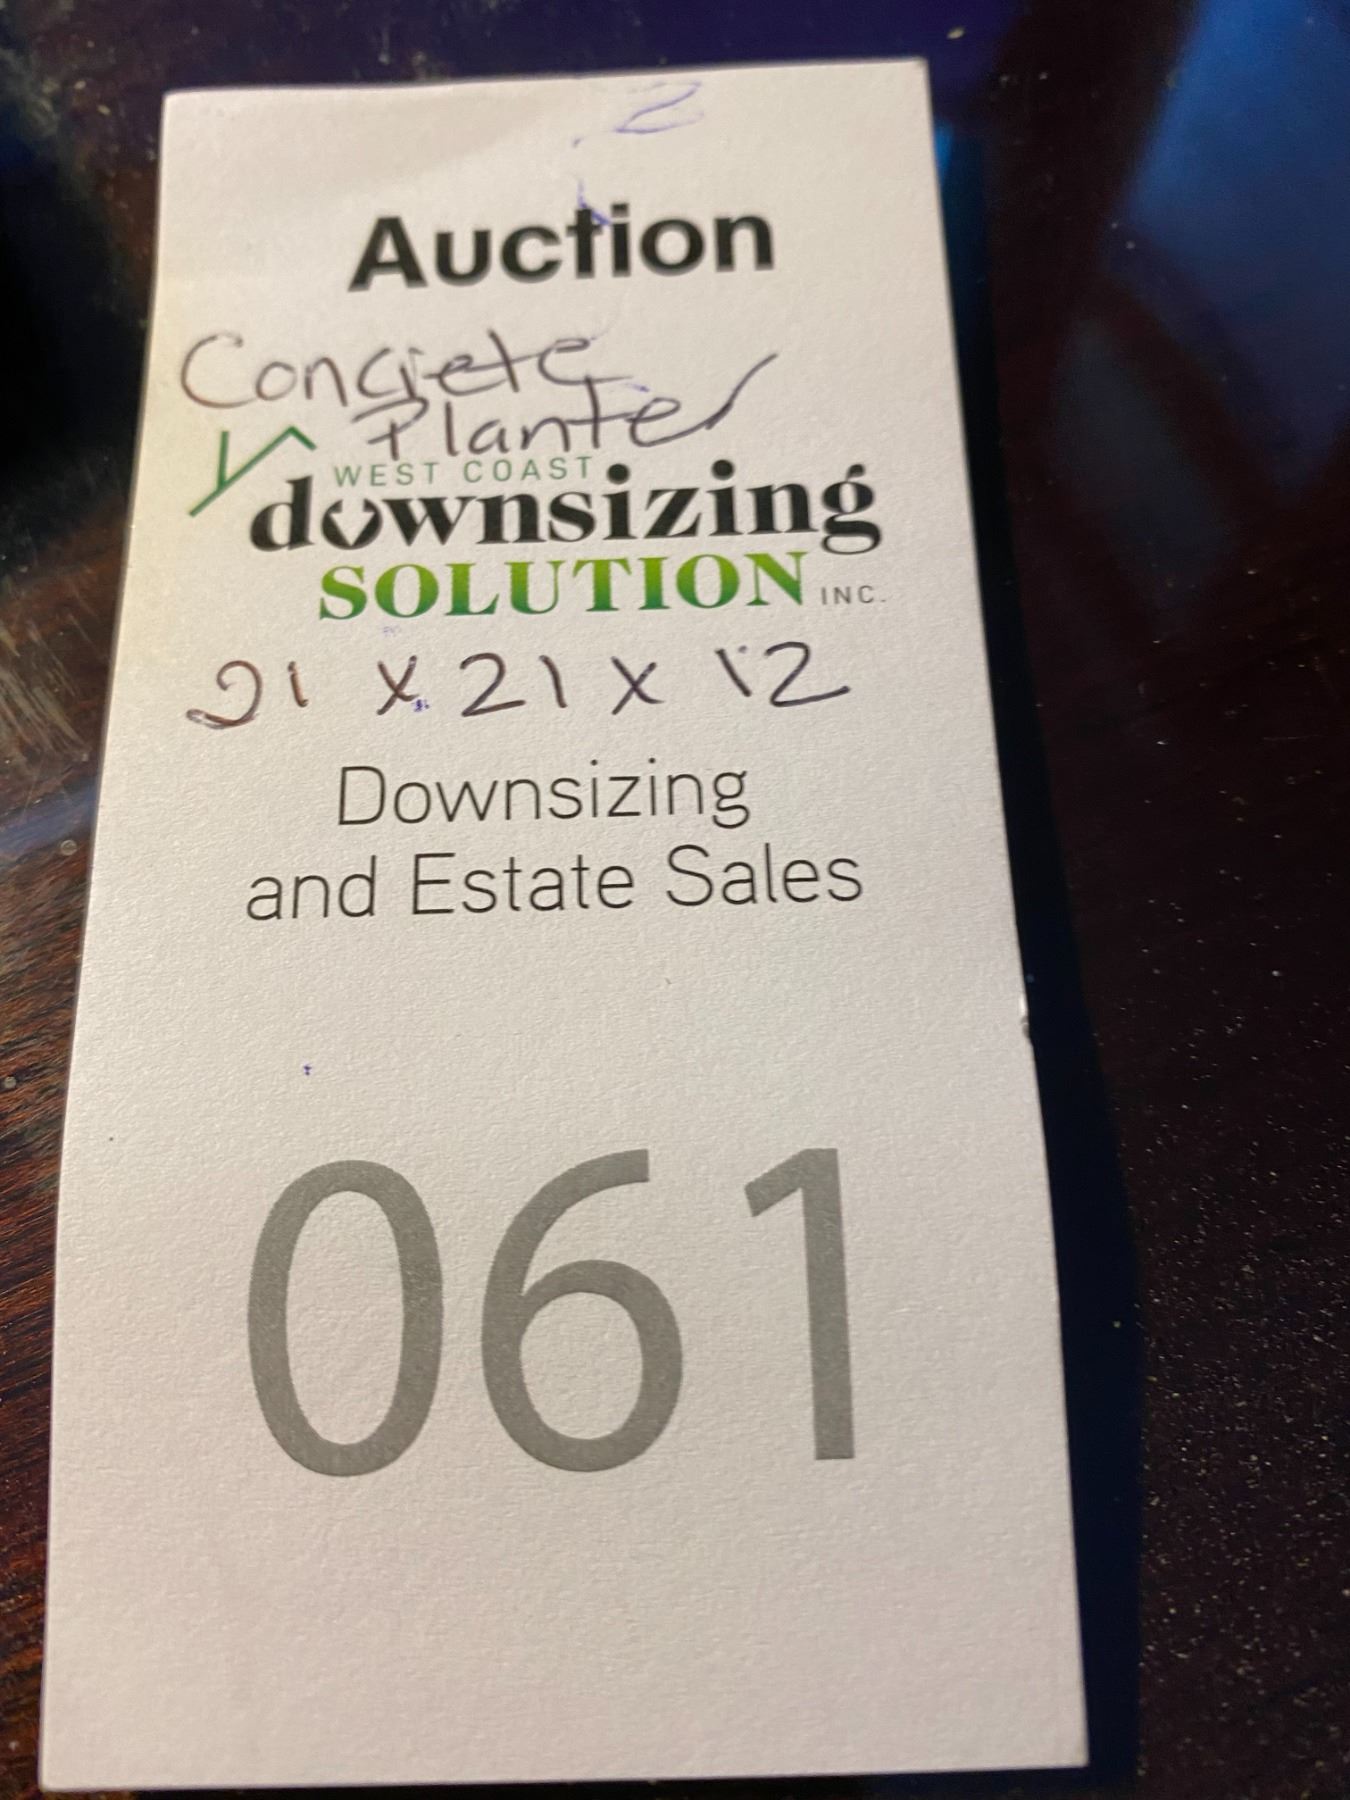 2
Auction
Concrete
Planter
WEST COAST
downsizing
SOLUTION INC.
21 x 21 x 12
Downsizing
and Estate Sales
061